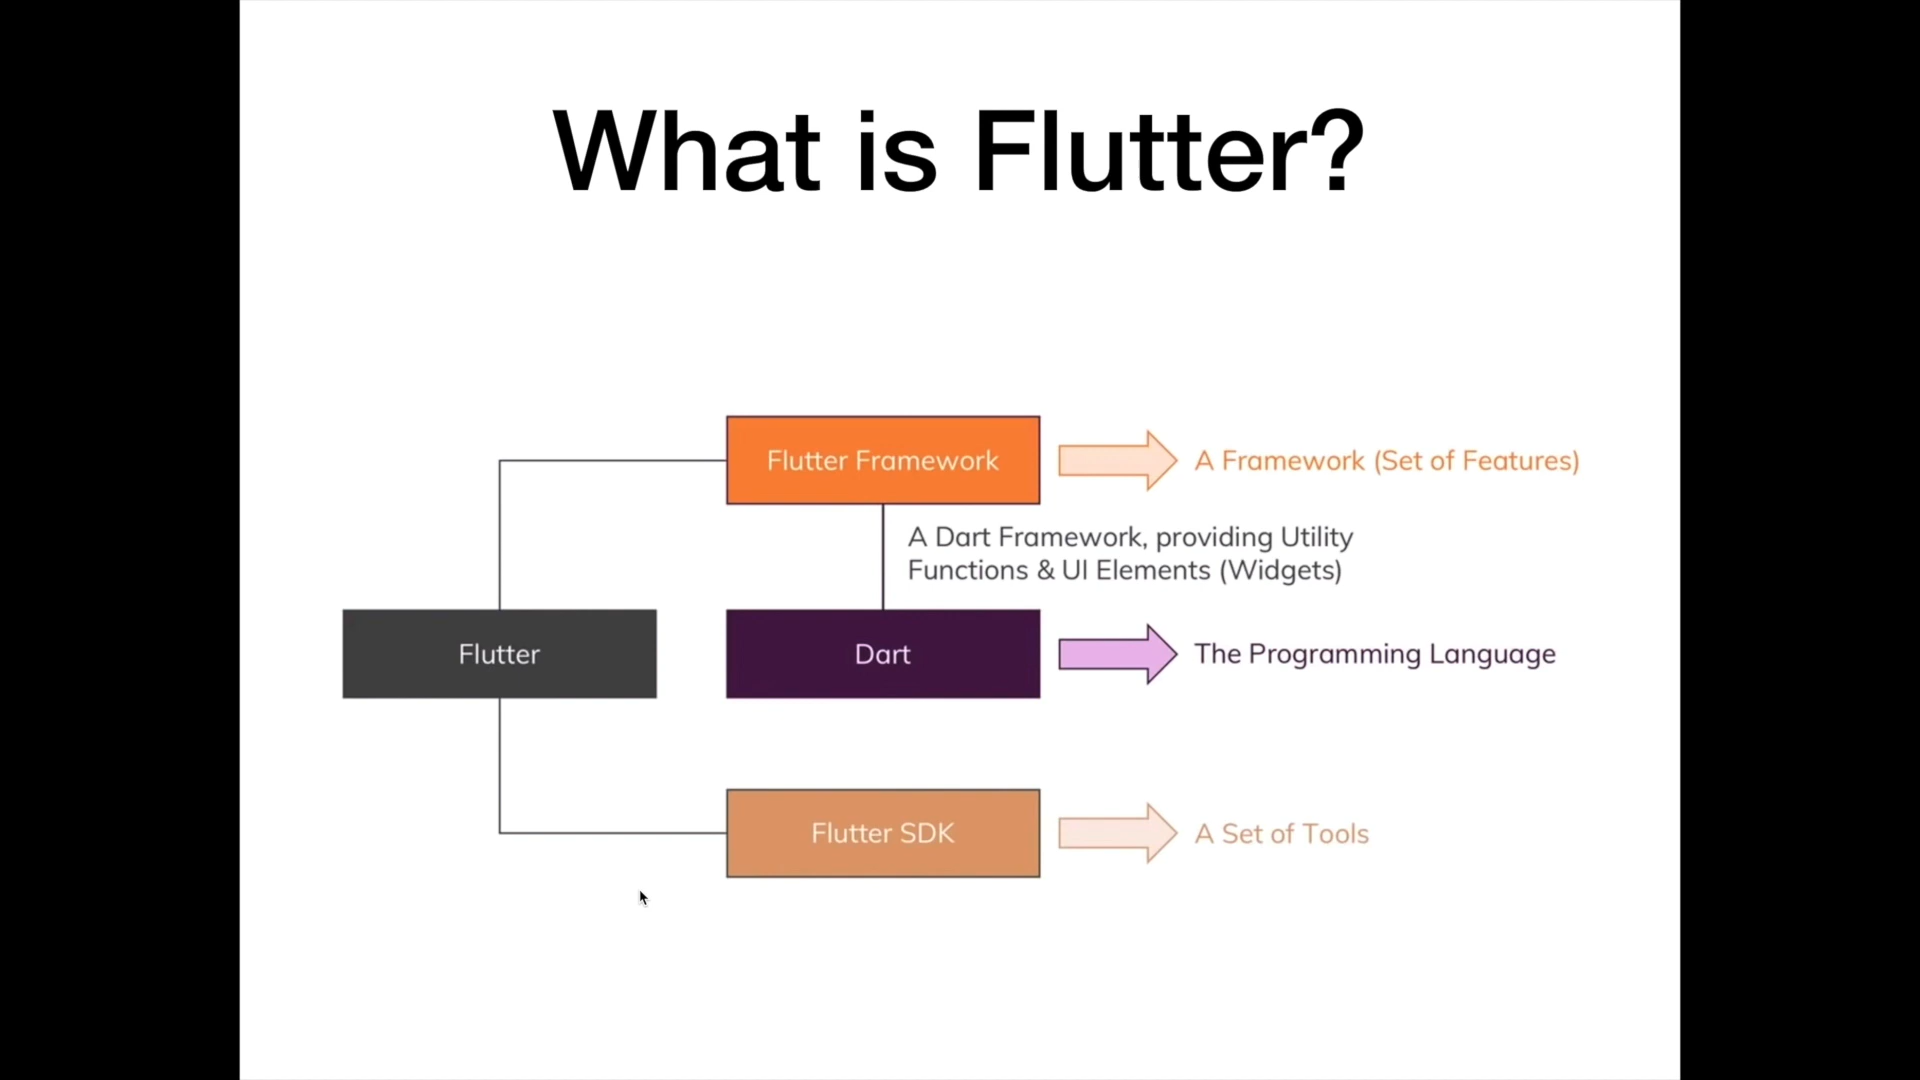 What is Flutter?
Flutter Framework
A Framework (Set of Features)
A Dart Framework, providing Utility
Functions & UI Elements (Widgets)
Flutter
Dart
The Programming Language
Flutter SDK
A Set of Tools